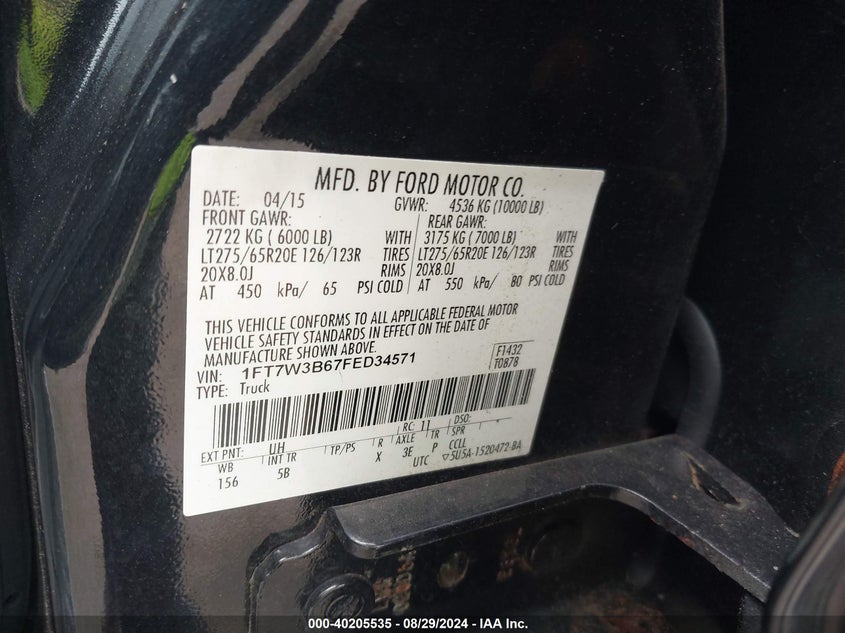 MFD. BY FORD MOTOR CO.
DATE: 04/15 GVWR: 4536 KG (10000 LB)
FRONT GAWR: REAR GAWR:
2722 KG ( 6000 LB) WITH 3175 KG ( 7000 LB) WITH
LT275/65R20E 126/123R TIRES LT275/65R20E 126/123R TIRES
20X8.0J RIMS 20X8.0J RIMS
AT 450 kPa/ 65 PSI COLD AT 550 kPa/ 80 PSI COLD
THIS VEHICLE CONFORMS TO ALL APPLICABLE FEDERAL MOTOR
VEHICLE SAFETY STANDARDS IN EFFECT ON THE DATE OF
MANUFACTURE SHOWN ABOVE.
VIN: 1FT7W3B67FED34571 F1432
TYPE: Truck T0878
EXT PNT: UH RC: 11 DSO:
WB INT TR TP/PS R AXLE TR SPR
156 5B X 3E P CCLL
UTC ▽5U5A-1520472-BA
000-40205535 - 08/29/2024 - IAA Inc.